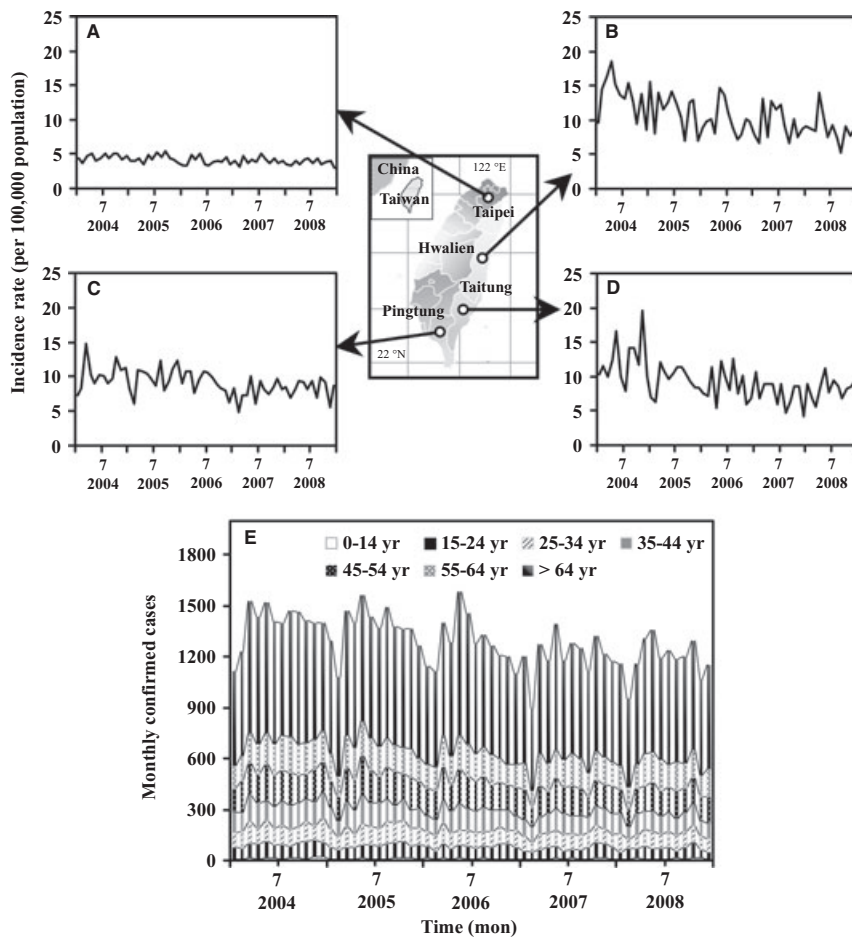 Incidence rate (per 100,000 population)
A
25
20
15
10
5
0
7 7 7 7 7
2004 2005 2006 2007 2008
B
25
20
15
10
5
0
7 7 7 7 7
2004 2005 2006 2007 2008
China
Taiwan
122 °E
Taipei
Hwalien
Taitung
Pingtung
22 °N
C
25
20
15
10
5
0
7 7 7 7 7
2004 2005 2006 2007 2008
D
25
20
15
10
5
0
7 7 7 7 7
2004 2005 2006 2007 2008
E
0-14 yr 15-24 yr 25-34 yr 35-44 yr
45-54 yr 55-64 yr > 64 yr
Monthly confirmed cases
1800
1500
1200
900
600
300
0
7 7 7 7 7
2004 2005 2006 2007 2008
Time (mon)